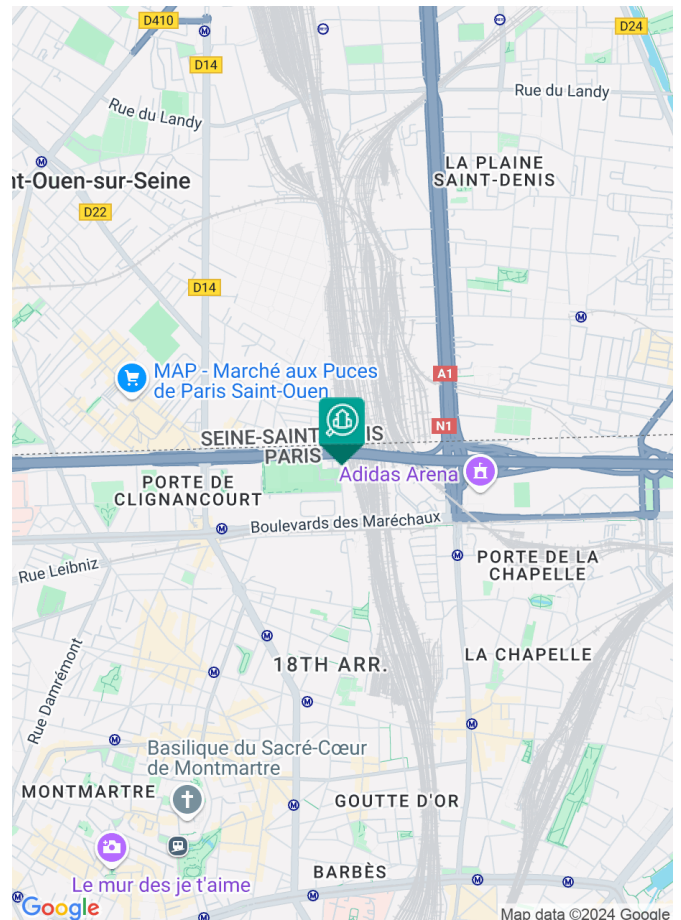 D410
D24
D14
Rue du Landy
Rue du Landy
LA PLAINE
SAINT-DENIS
nt-Ouen-sur-Seine
D22
D14
MAP - Marché aux Puces
de Paris Saint-Ouen
A1
N1
SEINE-SAINT
IS
PARIS
Adidas Arena
PORTE DE
CLIGNANCOURT
Boulevards des Maréchaux
PORTE DE LA
CHAPELLE
Rue Leibniz
Rue Damrémont
18TH ARR.
LA CHAPELLE
Basilique du Sacré-Cœur
de Montmartre
MONTMARTRE
GOUTTE D'OR
BARBÈS
Le mur des je t'aime
Google
Map data ©2024 Google